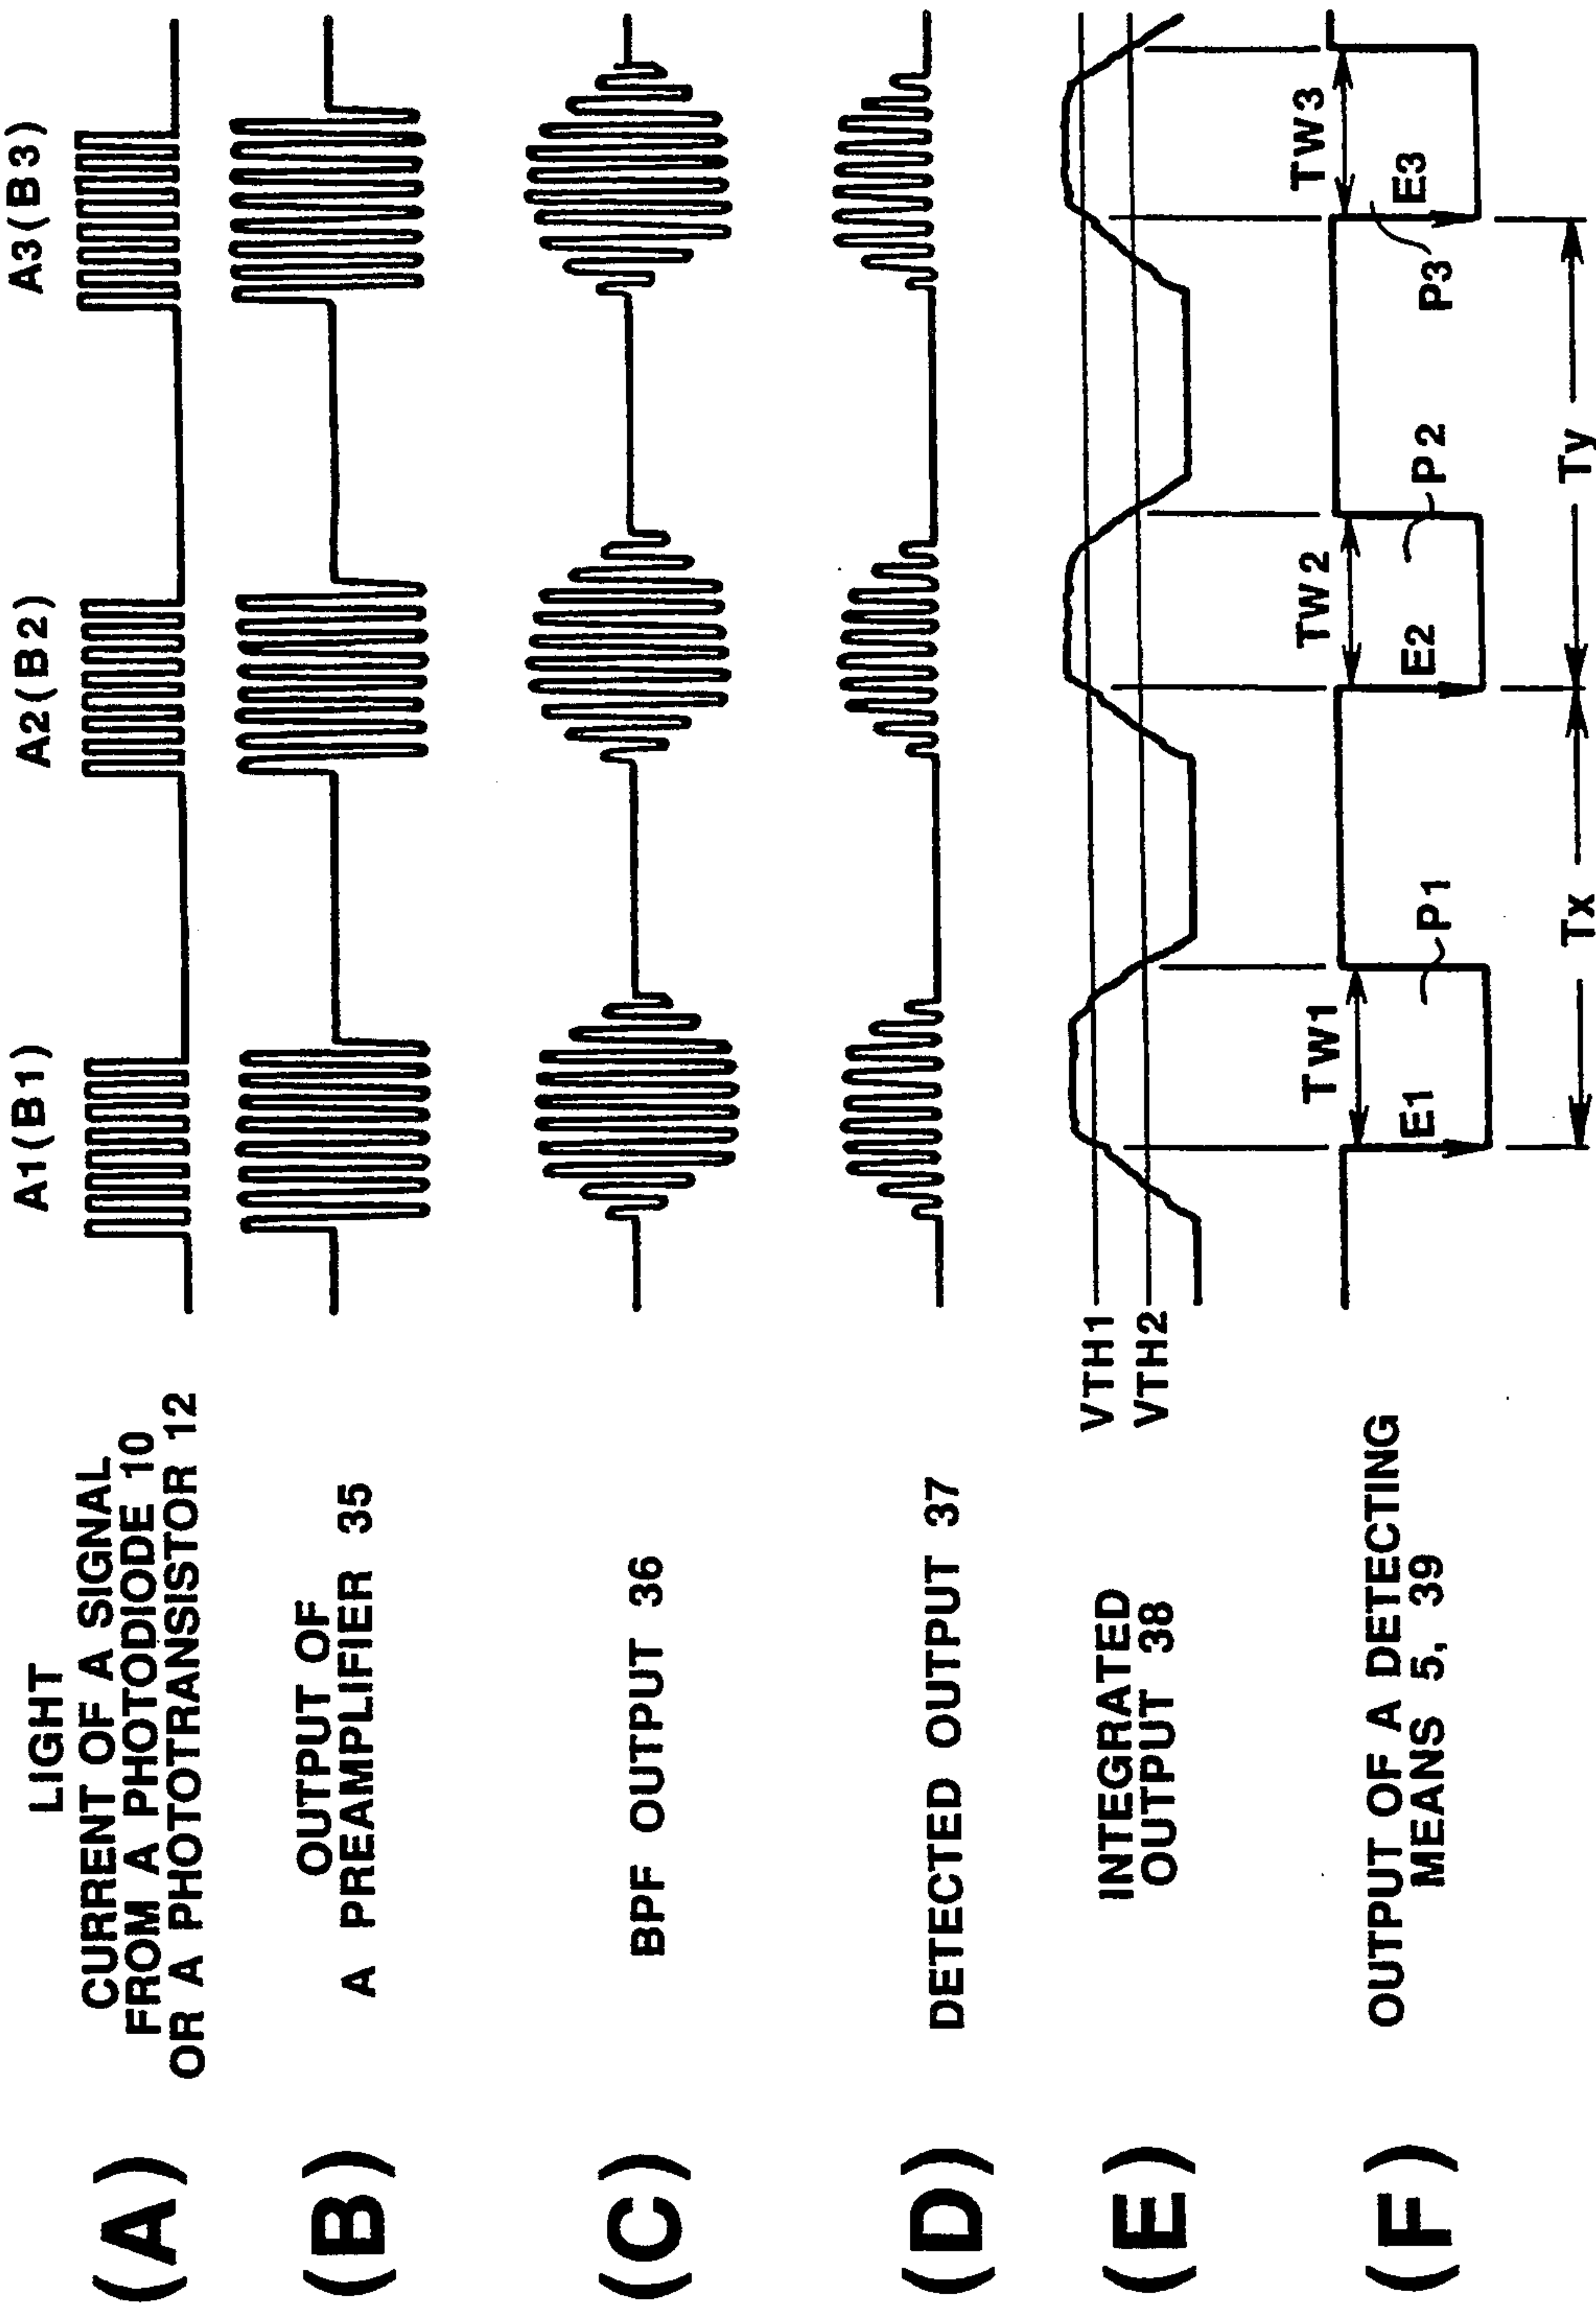 A1(B1)
A2(B2)
A3(B3)
(A)
LIGHT
CURRENT OF A SIGNAL
FROM A PHOTODIODE 10
OR A PHOTOTRANSISTOR 12
(B)
OUTPUT OF
A PREAMPLIFIER 35
(C)
BPF OUTPUT 36
(D)
DETECTED OUTPUT 37
(E)
INTEGRATED
OUTPUT 38
VTH1
VTH2
(F)
OUTPUT OF A DETECTING
MEANS 5, 39
TW1
TW2
TW3
E1
P1
E2
P2
E3
P3
Tx
Ty